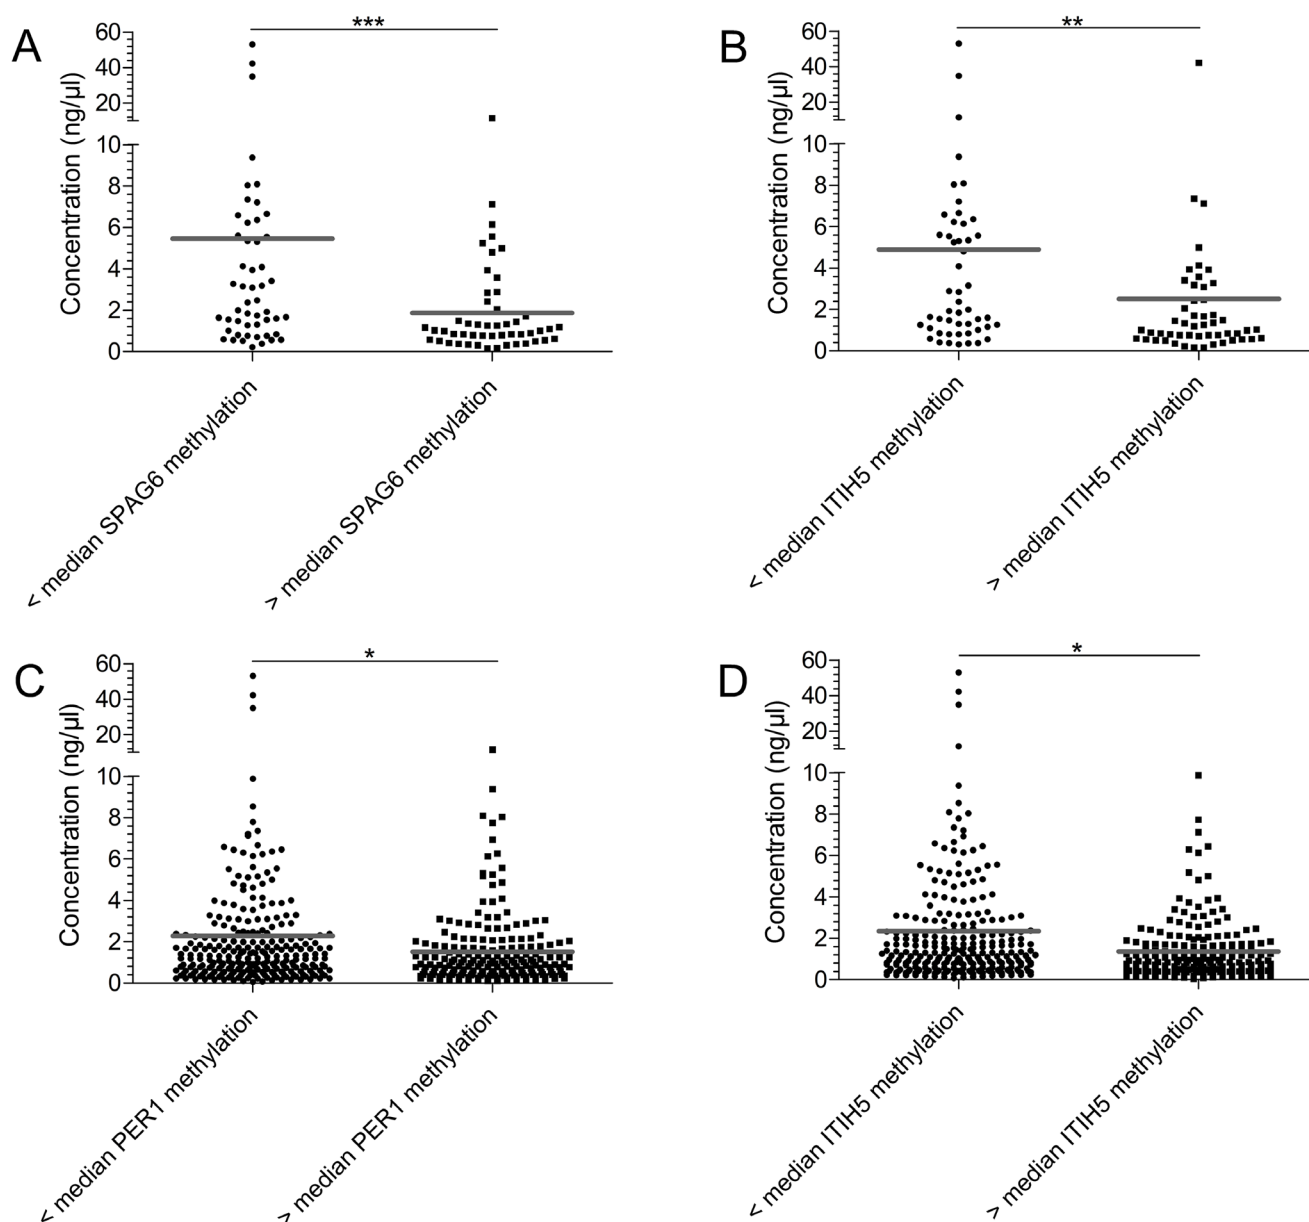 A
***
60
40
20
10
8
6
4
2
0
Concentration (ng/µl)
< median SPAG6 methylation
> median SPAG6 methylation
B
**
60
40
20
10
8
6
4
2
0
Concentration (ng/µl)
< median ITIH5 methylation
> median ITIH5 methylation
C
*
60
40
20
10
8
6
4
2
0
Concentration (ng/µl)
< median PER1 methylation
> median PER1 methylation
D
*
60
40
20
10
8
6
4
2
0
Concentration (ng/µl)
< median ITIH5 methylation
> median ITIH5 methylation